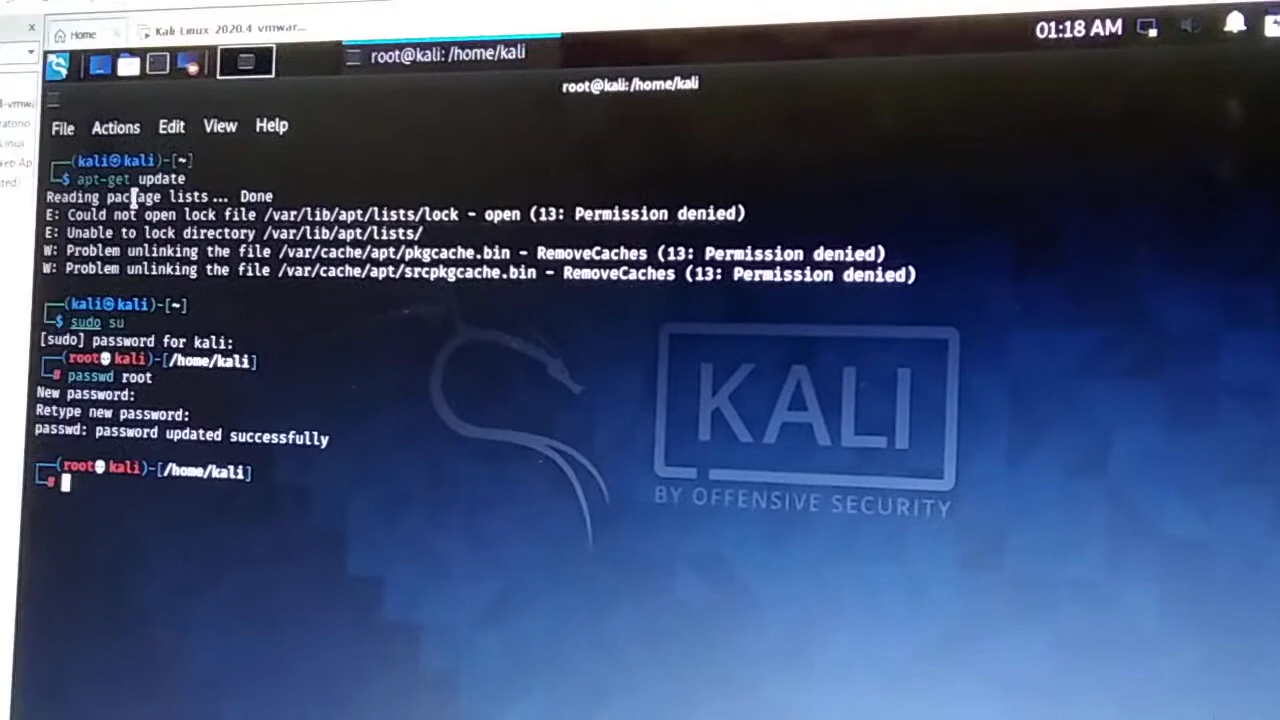 Home
Kali-Linux-2020.4-vmwar...
01:18 AM
root@kali: /home/kali
root@kali: /home/kali
File Actions Edit View Help
┌──(kali㉿kali)-[~]
└─$ apt-get update
Reading package lists... Done
E: Could not open lock file /var/lib/apt/lists/lock - open (13: Permission denied)
E: Unable to lock directory /var/lib/apt/lists/
W: Problem unlinking the file /var/cache/apt/pkgcache.bin - RemoveCaches (13: Permission denied)
W: Problem unlinking the file /var/cache/apt/srcpkgcache.bin - RemoveCaches (13: Permission denied)
┌──(kali㉿kali)-[~]
└─$ sudo su
[sudo] password for kali:
┌──(root💀kali)-[/home/kali]
└─# passwd root
New password:
Retype new password:
passwd: password updated successfully
┌──(root💀kali)-[/home/kali]
└─#
KALI
BY OFFENSIVE SECURITY